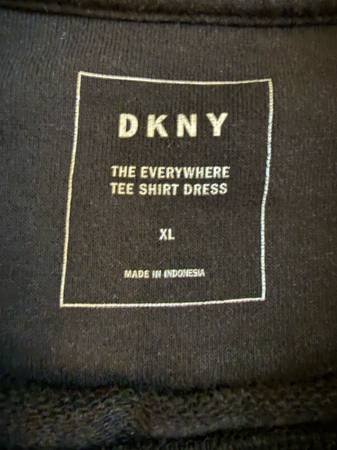 DKNY
THE EVERYWHERE
TEE SHIRT DRESS
XL
MADE IN INDONESIA